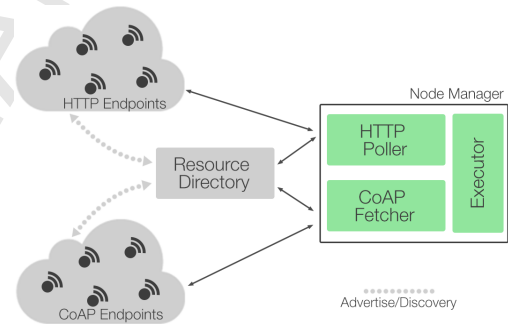 HTTP Endpoints
Node Manager
HTTP
Poller
Executor
Resource
Directory
CoAP
Fetcher
CoAP Endpoints
Advertise/Discovery